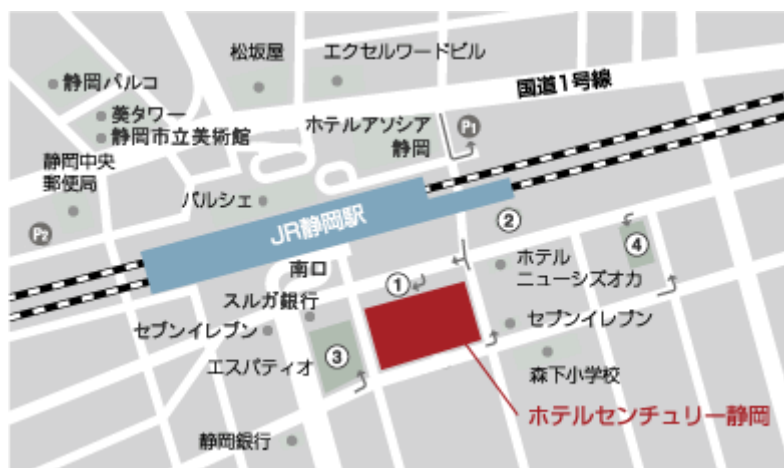 松坂屋
エクセルワードビル
国道1号線
静岡パルコ
葵タワー
静岡市立美術館
ホテルアソシア
静岡
P1
静岡中央
郵便局
パルシェ
P2
JR静岡駅
②
④
南口
①
ホテル
ニューシズオカ
スルガ銀行
セブンイレブン
セブンイレブン
エスパティオ
③
森下小学校
ホテルセンチュリー静岡
静岡銀行